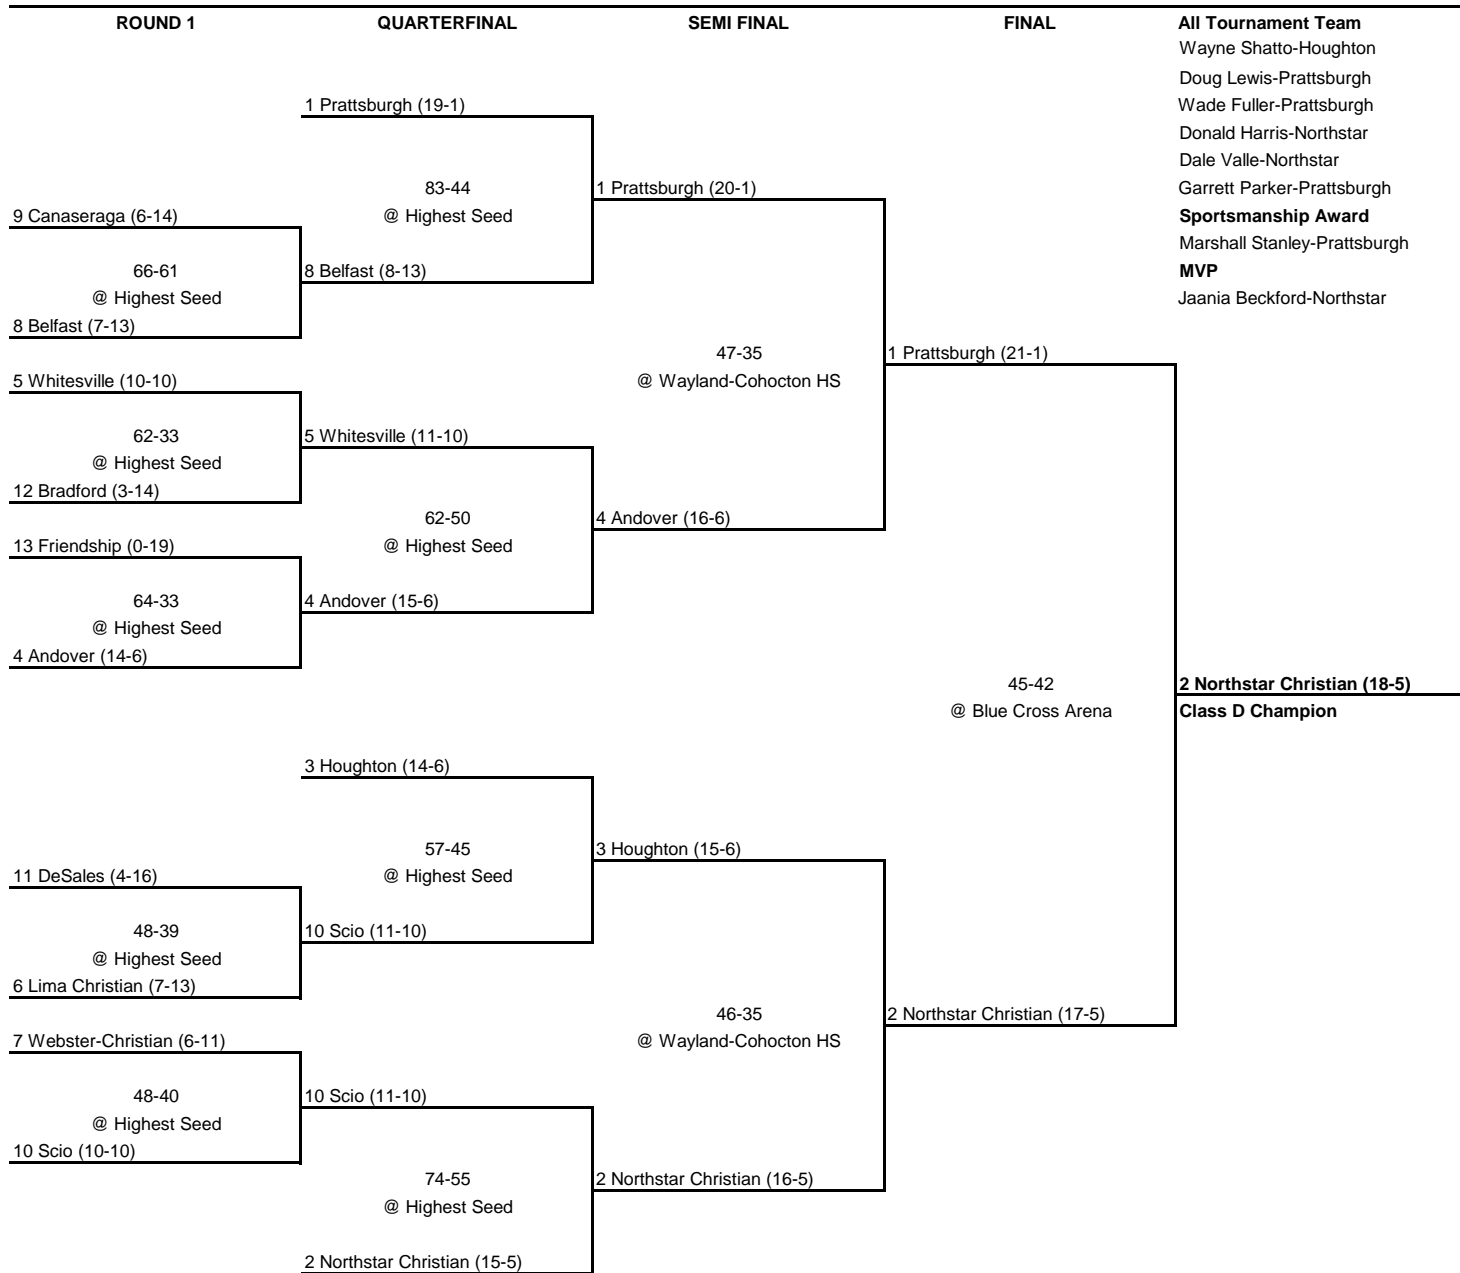 ROUND 1
QUARTERFINAL
SEMI FINAL
FINAL
All Tournament Team
Wayne Shatto-Houghton
Doug Lewis-Prattsburgh
Wade Fuller-Prattsburgh
Donald Harris-Northstar
Dale Valle-Northstar
Garrett Parker-Prattsburgh
Sportsmanship Award
Marshall Stanley-Prattsburgh
MVP
Jaania Beckford-Northstar
9 Canaseraga (6-14)
66-61
@ Highest Seed
8 Belfast (7-13)
5 Whitesville (10-10)
62-33
@ Highest Seed
12 Bradford (3-14)
13 Friendship (0-19)
64-33
@ Highest Seed
4 Andover (14-6)
11 DeSales (4-16)
48-39
@ Highest Seed
6 Lima Christian (7-13)
7 Webster-Christian (6-11)
48-40
@ Highest Seed
10 Scio (10-10)
1 Prattsburgh (19-1)
83-44
@ Highest Seed
8 Belfast (8-13)
5 Whitesville (11-10)
62-50
@ Highest Seed
4 Andover (15-6)
3 Houghton (14-6)
57-45
@ Highest Seed
10 Scio (11-10)
10 Scio (11-10)
74-55
@ Highest Seed
2 Northstar Christian (15-5)
1 Prattsburgh (20-1)
47-35
@ Wayland-Cohocton HS
4 Andover (16-6)
3 Houghton (15-6)
46-35
@ Wayland-Cohocton HS
2 Northstar Christian (16-5)
1 Prattsburgh (21-1)
45-42
@ Blue Cross Arena
2 Northstar Christian (17-5)
2 Northstar Christian (18-5)
Class D Champion